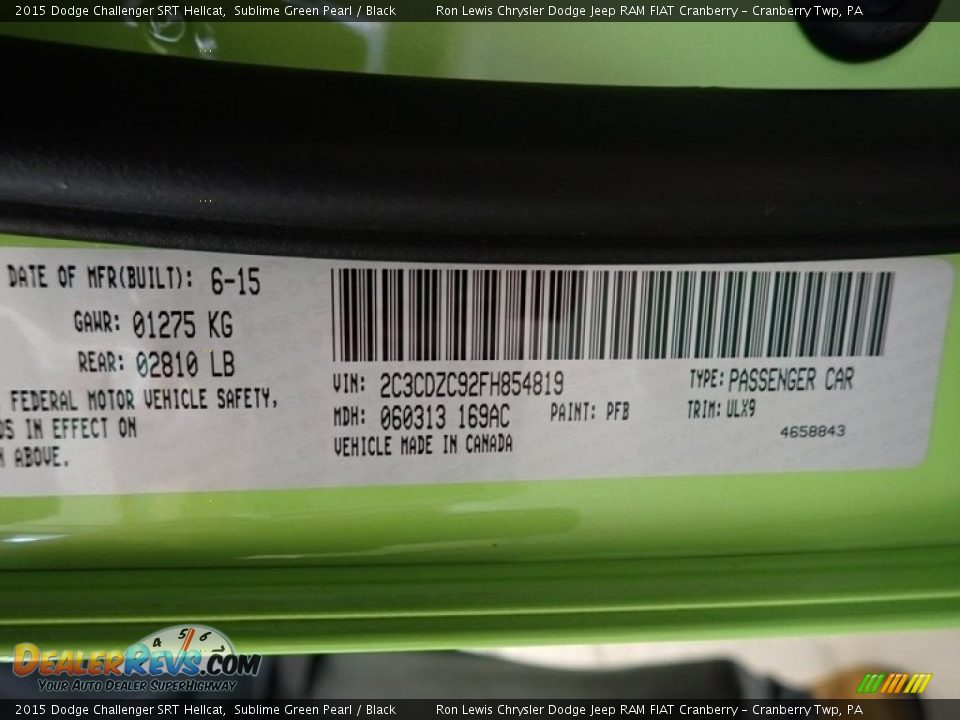 2015 Dodge Challenger SRT Hellcat, Sublime Green Pearl / Black Ron Lewis Chrysler Dodge Jeep RAM FIAT Cranberry – Cranberry Twp, PA
DATE OF MFR(BUILT): 6-15
GAWR: 01275 KG
REAR: 02810 LB
FEDERAL MOTOR VEHICLE SAFETY,
IN EFFECT ON
ABOVE.
VIN: 2C3CDZC92FH854819 TYPE: PASSENGER CAR
MDH: 060313 169AC PAINT: PFB TRIM: ULX9
VEHICLE MADE IN CANADA 4658843
4 5 6
DEALERREVS.COM
YOUR AUTO DEALER SUPERHIGHWAY
2015 Dodge Challenger SRT Hellcat, Sublime Green Pearl / Black Ron Lewis Chrysler Dodge Jeep RAM FIAT Cranberry – Cranberry Twp, PA